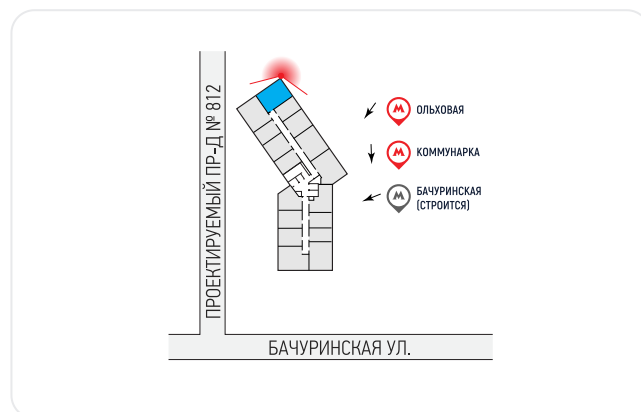 ПРОЕКТИРУЕМЫЙ ПР-Д № 812
ОЛЬХОВАЯ
КОММУНАРКА
БАЧУРИНСКАЯ
(СТРОИТСЯ)
БАЧУРИНСКАЯ УЛ.